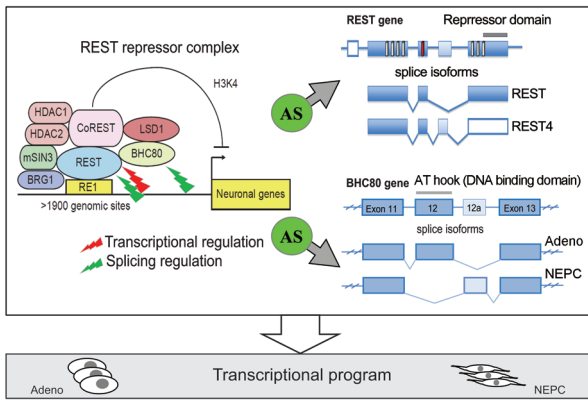 REST repressor complex
H3K4
HDAC1
HDAC2
CoREST
LSD1
BHC80
mSIN3
REST
BRG1
RE1
Neuronal genes
>1900 genomic sites
Transcriptional regulation
Splicing regulation
AS
AS
REST gene
Repressor domain
splice isoforms
REST
REST4
AT hook (DNA binding domain)
BHC80 gene
Exon 11
12
12a
Exon 13
splice isoforms
Adeno
NEPC
Adeno
Transcriptional program
NEPC